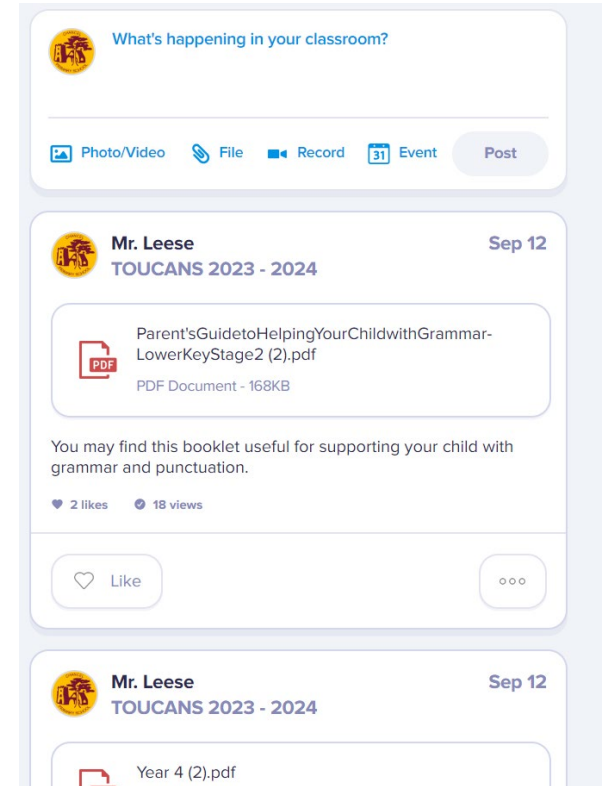 What's happening in your classroom?
Photo/Video File Record 31 Event Post
Mr. Leese Sep 12
TOUCANS 2023 - 2024
Parent'sGuidetoHelpingYourChildwithGrammar-
LowerKeyStage2 (2).pdf
PDF
PDF Document - 168KB
You may find this booklet useful for supporting your child with
grammar and punctuation.
2 likes 18 views
Like
Mr. Leese Sep 12
TOUCANS 2023 - 2024
Year 4 (2).pdf